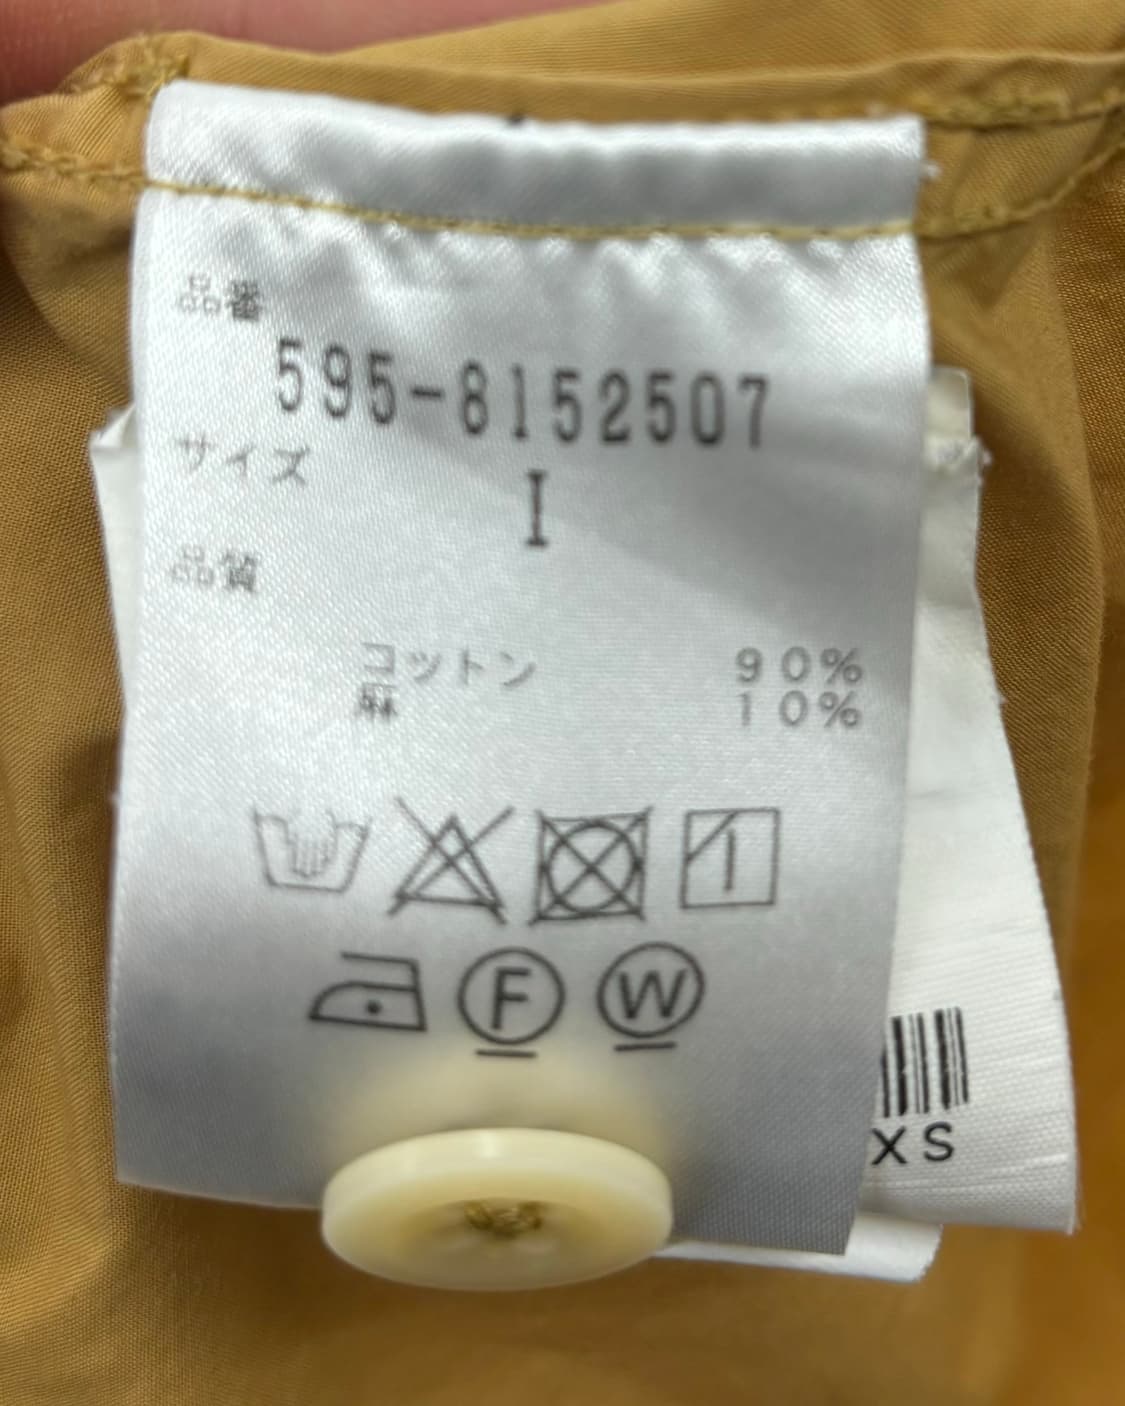 品番
595-8152507
サイズ
I
品質
コットン 90%
麻 10%
F W
XS